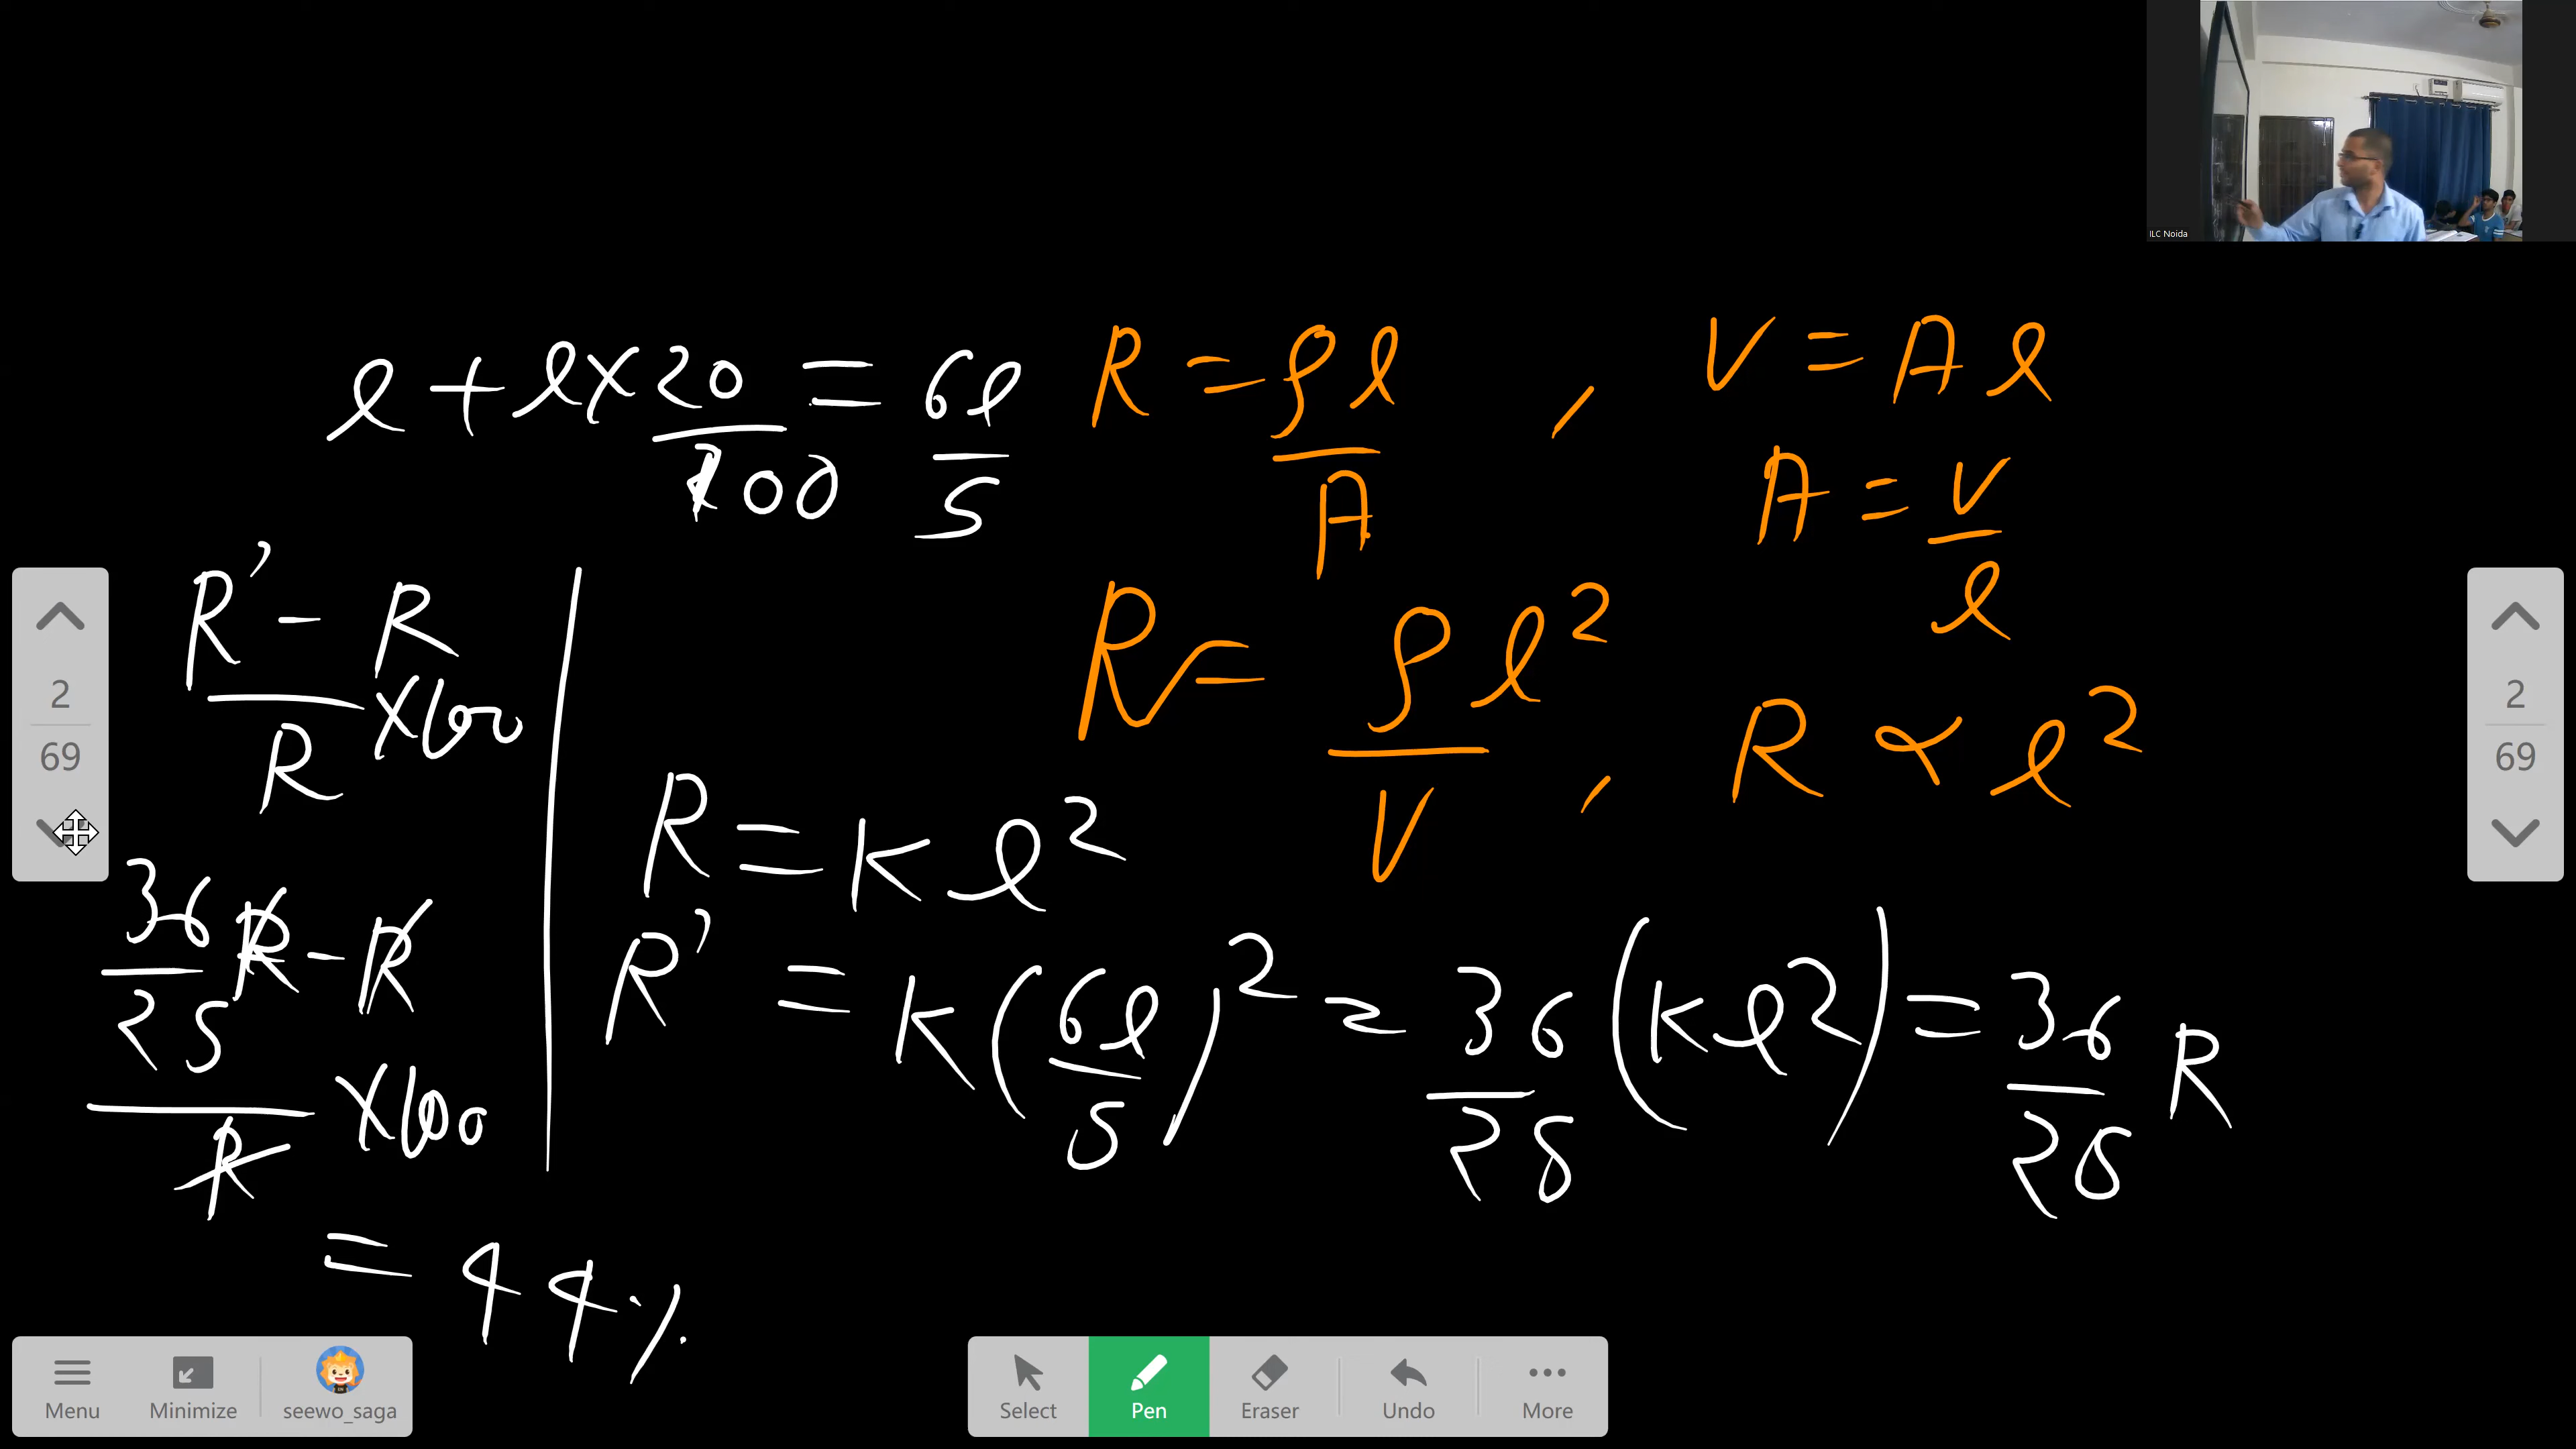 ILC Noida
l + l × 20/100 = 6l/5
R = ρl/A , V = Al
A = V/l
R' - R / R × 100
R = ρl²/V , R ∝ l²
R = Kl²
R' = K(6l/5)² = 36/25 (Kl²) = 36/25 R
36/25 R - R / R × 100
= 44%
2
69
2
69
Menu
Minimize
seewo_saga
Select
Pen
Eraser
Undo
More